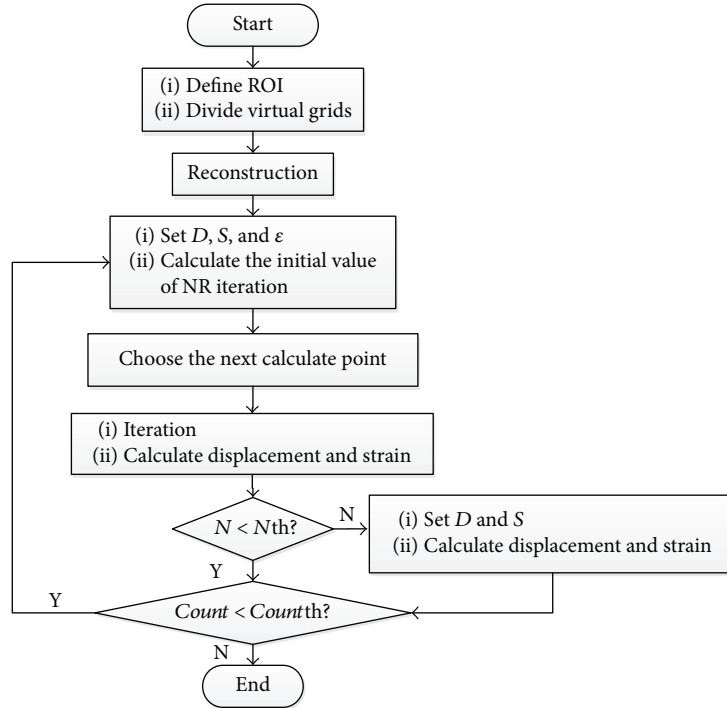 Start
(i) Define ROI
(ii) Divide virtual grids
Reconstruction
(i) Set D, S, and ε
(ii) Calculate the initial value
of NR iteration
Choose the next calculate point
(i) Iteration
(ii) Calculate displacement and strain
N < Nth?
N
(i) Set D and S
(ii) Calculate displacement and strain
Y
Y
Count < Countth?
N
End